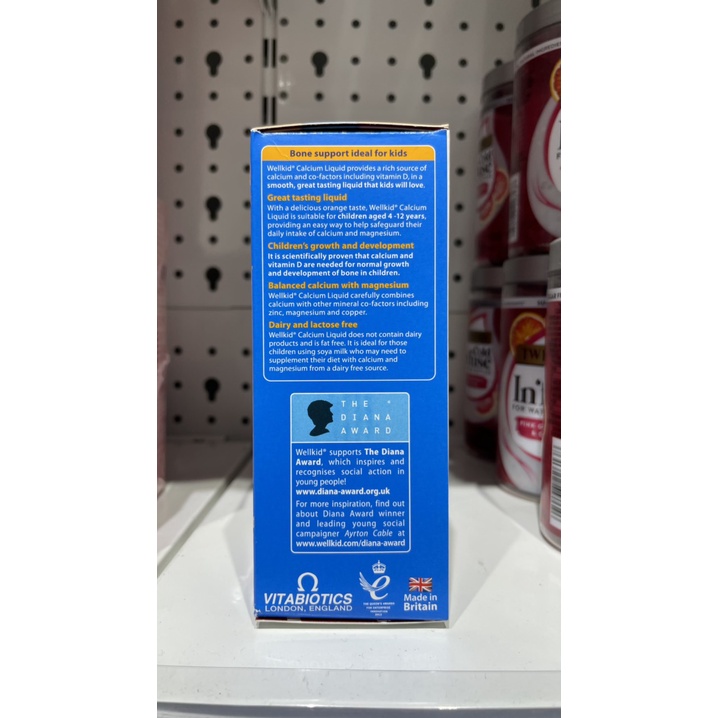 Bone support ideal for kids
Wellkid® Calcium Liquid provides a rich source of
calcium and co-factors including vitamin D, in a
smooth, great tasting liquid that kids will love.
Great tasting liquid
With a delicious orange taste, Wellkid® Calcium
Liquid is suitable for children aged 4 -12 years,
providing an easy way to help safeguard their
daily intake of calcium and magnesium.
Children's growth and development
It is scientifically proven that calcium and
vitamin D are needed for normal growth
and development of bone in children.
Balanced calcium with magnesium
Wellkid® Calcium Liquid carefully combines
calcium with other mineral co-factors including
zinc, magnesium and copper.
Dairy and lactose free
Wellkid® Calcium Liquid does not contain dairy
products and is fat free. It is ideal for those
children using soya milk who may need to
supplement their diet with calcium and
magnesium from a dairy free source.
THE
DIANA
AWARD
Wellkid® supports The Diana
Award, which inspires and
recognises social action in
young people!
www.diana-award.org.uk
For more inspiration, find out
about Diana Award winner
and leading young social
campaigner Ayrton Cable at
www.wellkid.com/diana-award
VITABIOTICS
LONDON, ENGLAND
THE QUEEN'S AWARDS
FOR ENTERPRISE
Made in
Britain
TWI
In'
FOR WA
PINK